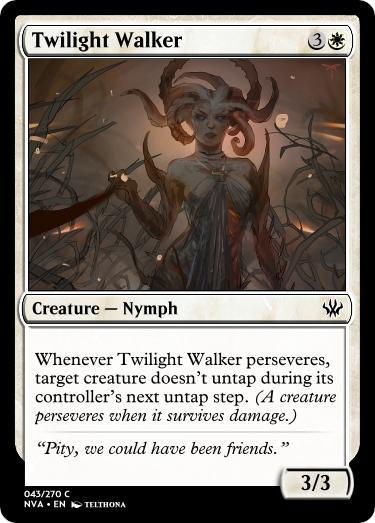 Twilight Walker 3
Creature — Nymph
Whenever Twilight Walker perseveres,
target creature doesn't untap during its
controller's next untap step. (A creature
perseveres when it survives damage.)
"Pity, we could have been friends."
3/3
043/270 C
NVA • EN TELTHONA